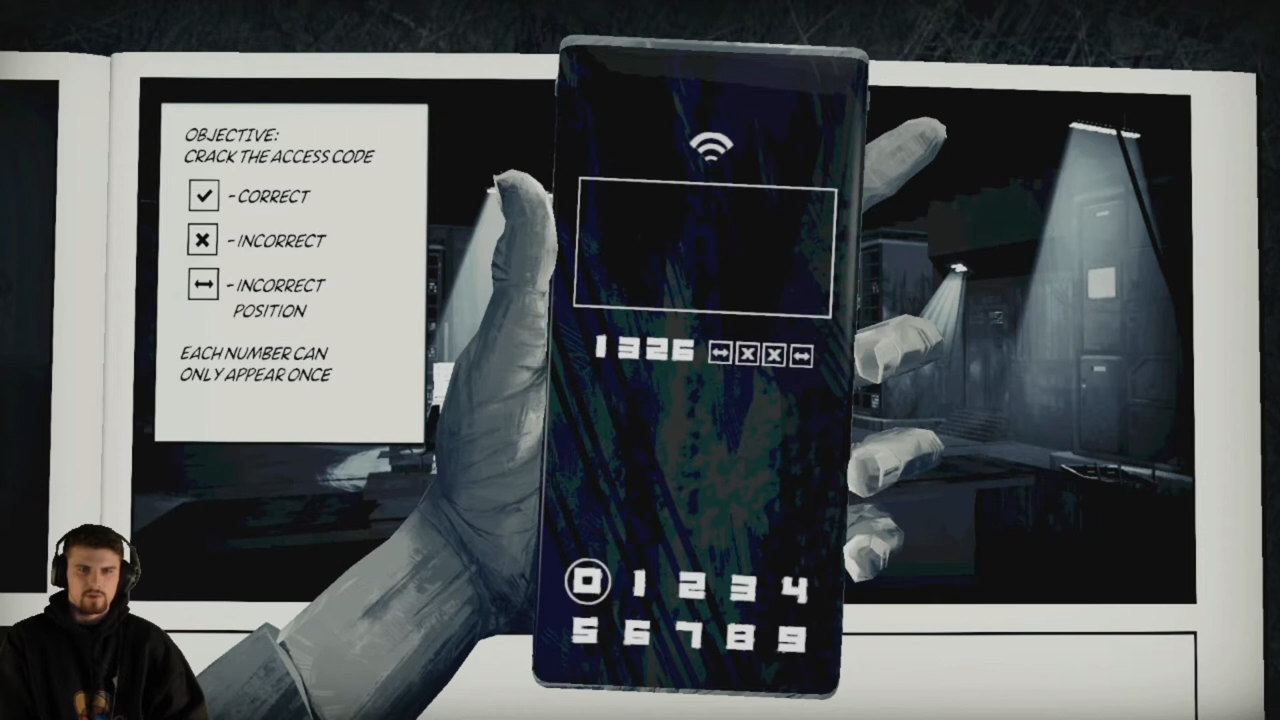 OBJECTIVE:
CRACK THE ACCESS CODE
- CORRECT
- INCORRECT
- INCORRECT
POSITION
EACH NUMBER CAN
ONLY APPEAR ONCE
1326
0 1 2 3 4
5 6 7 8 9